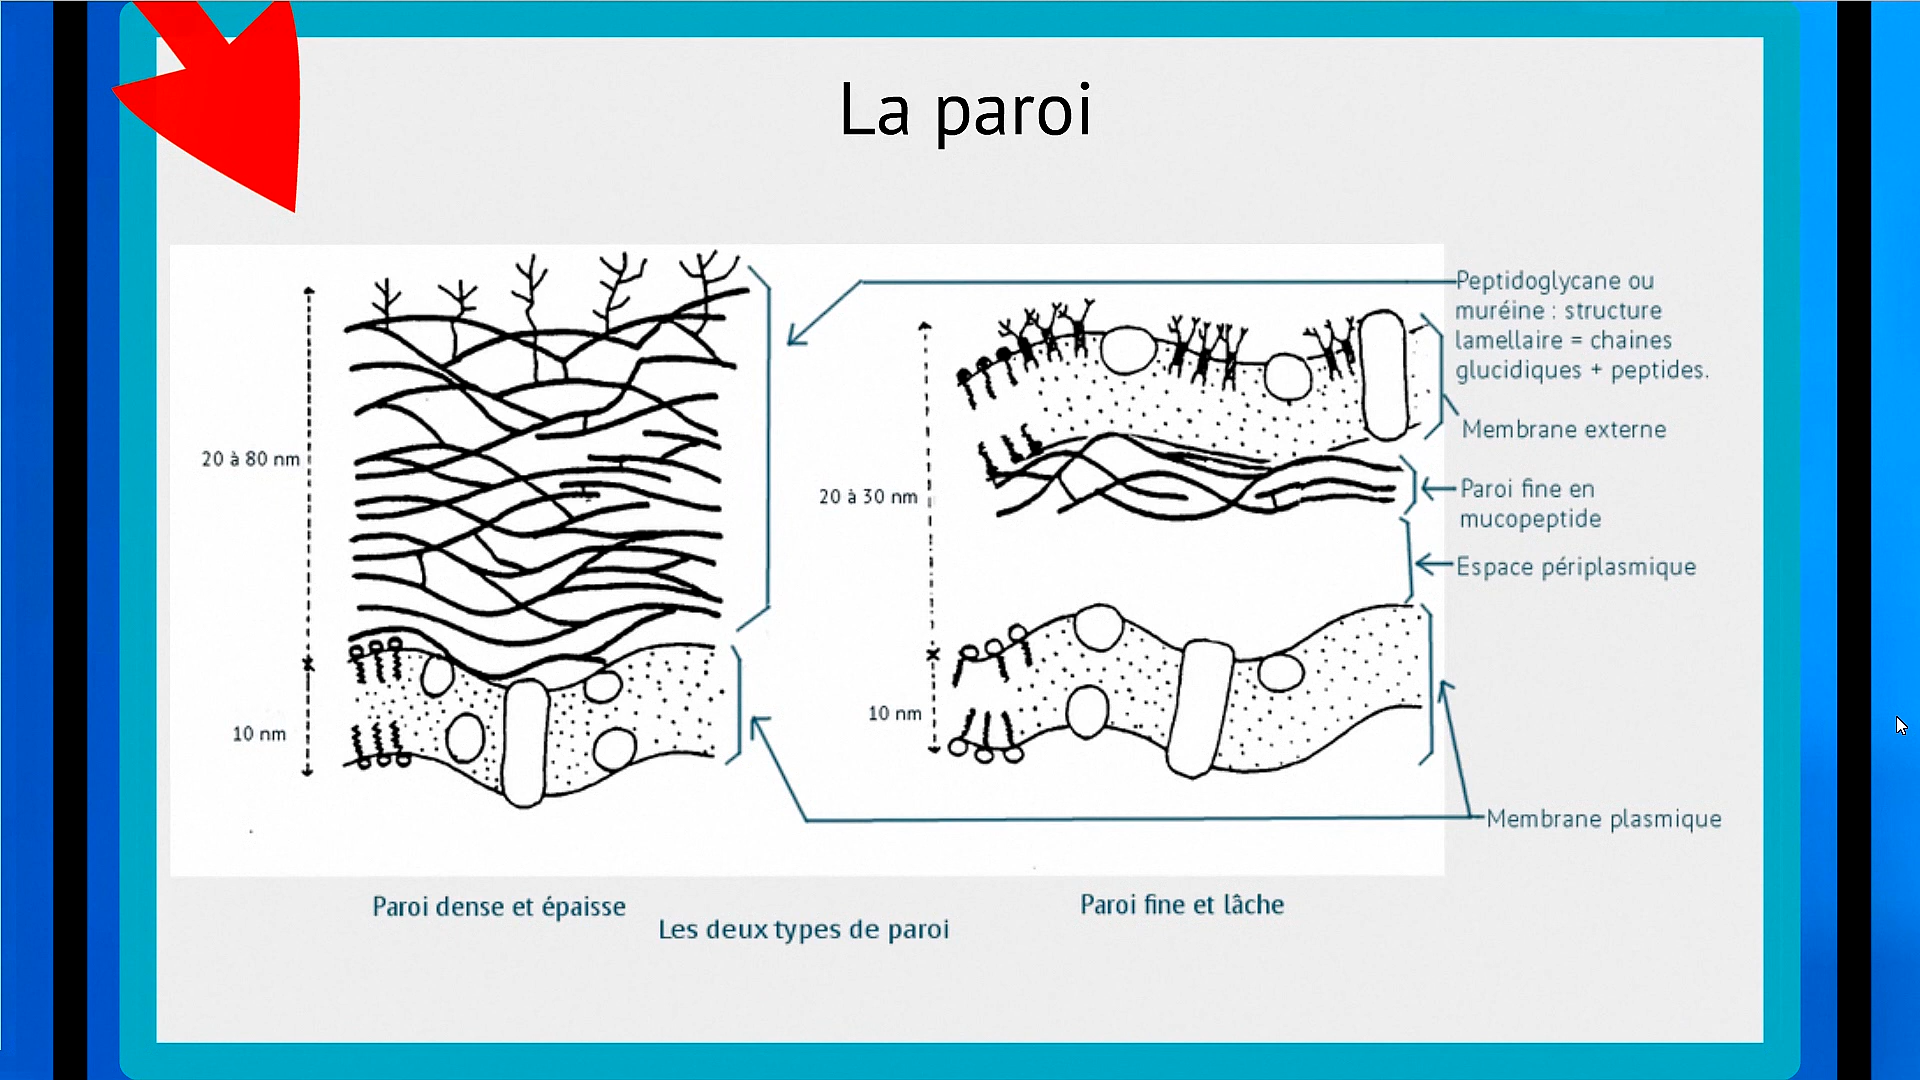 La paroi
Peptidoglycane ou
muréine : structure
lamellaire = chaines
glucidiques + peptides.
Membrane externe
20 à 80 nm
20 à 30 nm
Paroi fine en
mucopeptide
Espace périplasmique
10 nm
10 nm
Membrane plasmique
Paroi dense et épaisse
Paroi fine et lâche
Les deux types de paroi